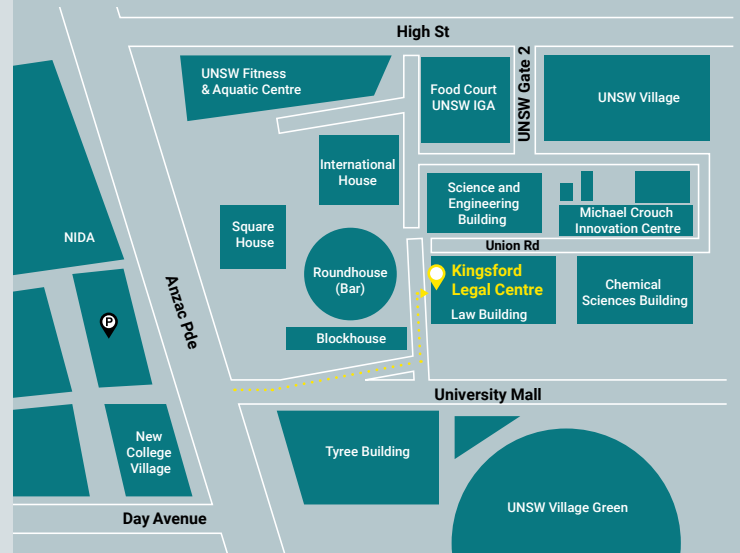 High St
UNSW Fitness
& Aquatic Centre
Food Court
UNSW IGA
UNSW Gate 2
UNSW Village
International
House
Science and
Engineering
Building
Michael Crouch
Innovation Centre
Square
House
NIDA
Union Rd
Roundhouse
(Bar)
Kingsford
Legal Centre
Law Building
Chemical
Sciences Building
Anzac Pde
P
Blockhouse
University Mall
New
College
Village
Tyree Building
UNSW Village Green
Day Avenue